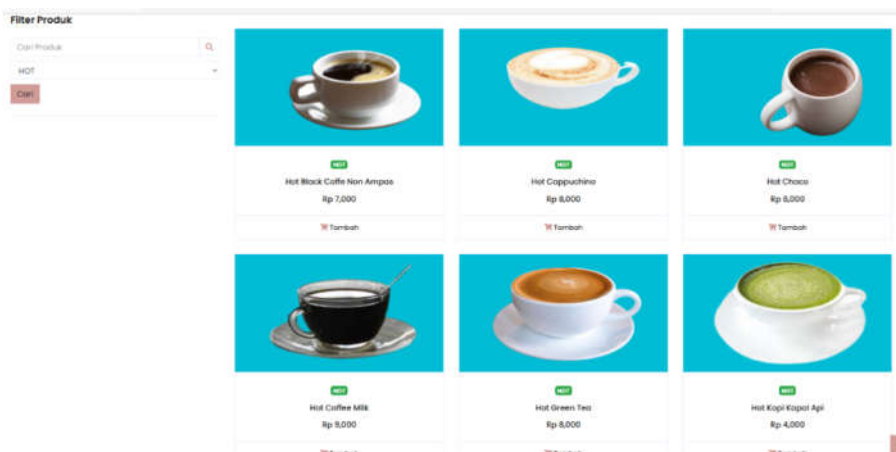 Filter Produk
Cari Produk
HOT
Cari
HOT
HOT
HOT
Hot Black Coffe Non Ampas
Hot Cappuchino
Hot Choco
Rp 7,000
Rp 8,000
Rp 8,000
Tambah
Tambah
Tambah
HOT
HOT
HOT
Hot Coffee Milk
Hot Green Tea
Hot Kopi Kapal Api
Rp 9,000
Rp 8,000
Rp 4,000